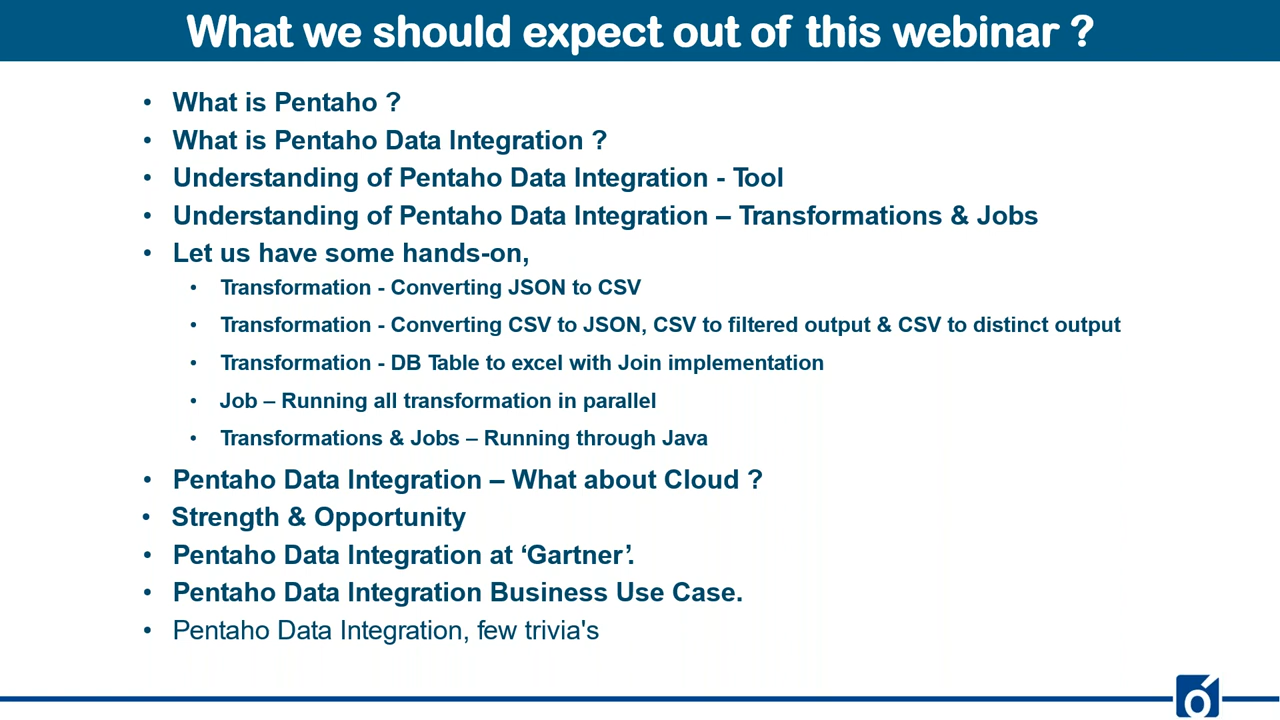 What we should expect out of this webinar ?
• What is Pentaho ?
• What is Pentaho Data Integration ?
• Understanding of Pentaho Data Integration - Tool
• Understanding of Pentaho Data Integration – Transformations & Jobs
• Let us have some hands-on,
• Transformation - Converting JSON to CSV
• Transformation - Converting CSV to JSON, CSV to filtered output & CSV to distinct output
• Transformation - DB Table to excel with Join implementation
• Job – Running all transformation in parallel
• Transformations & Jobs – Running through Java
• Pentaho Data Integration – What about Cloud ?
• Strength & Opportunity
• Pentaho Data Integration at ‘Gartner’.
• Pentaho Data Integration Business Use Case.
• Pentaho Data Integration, few trivia's